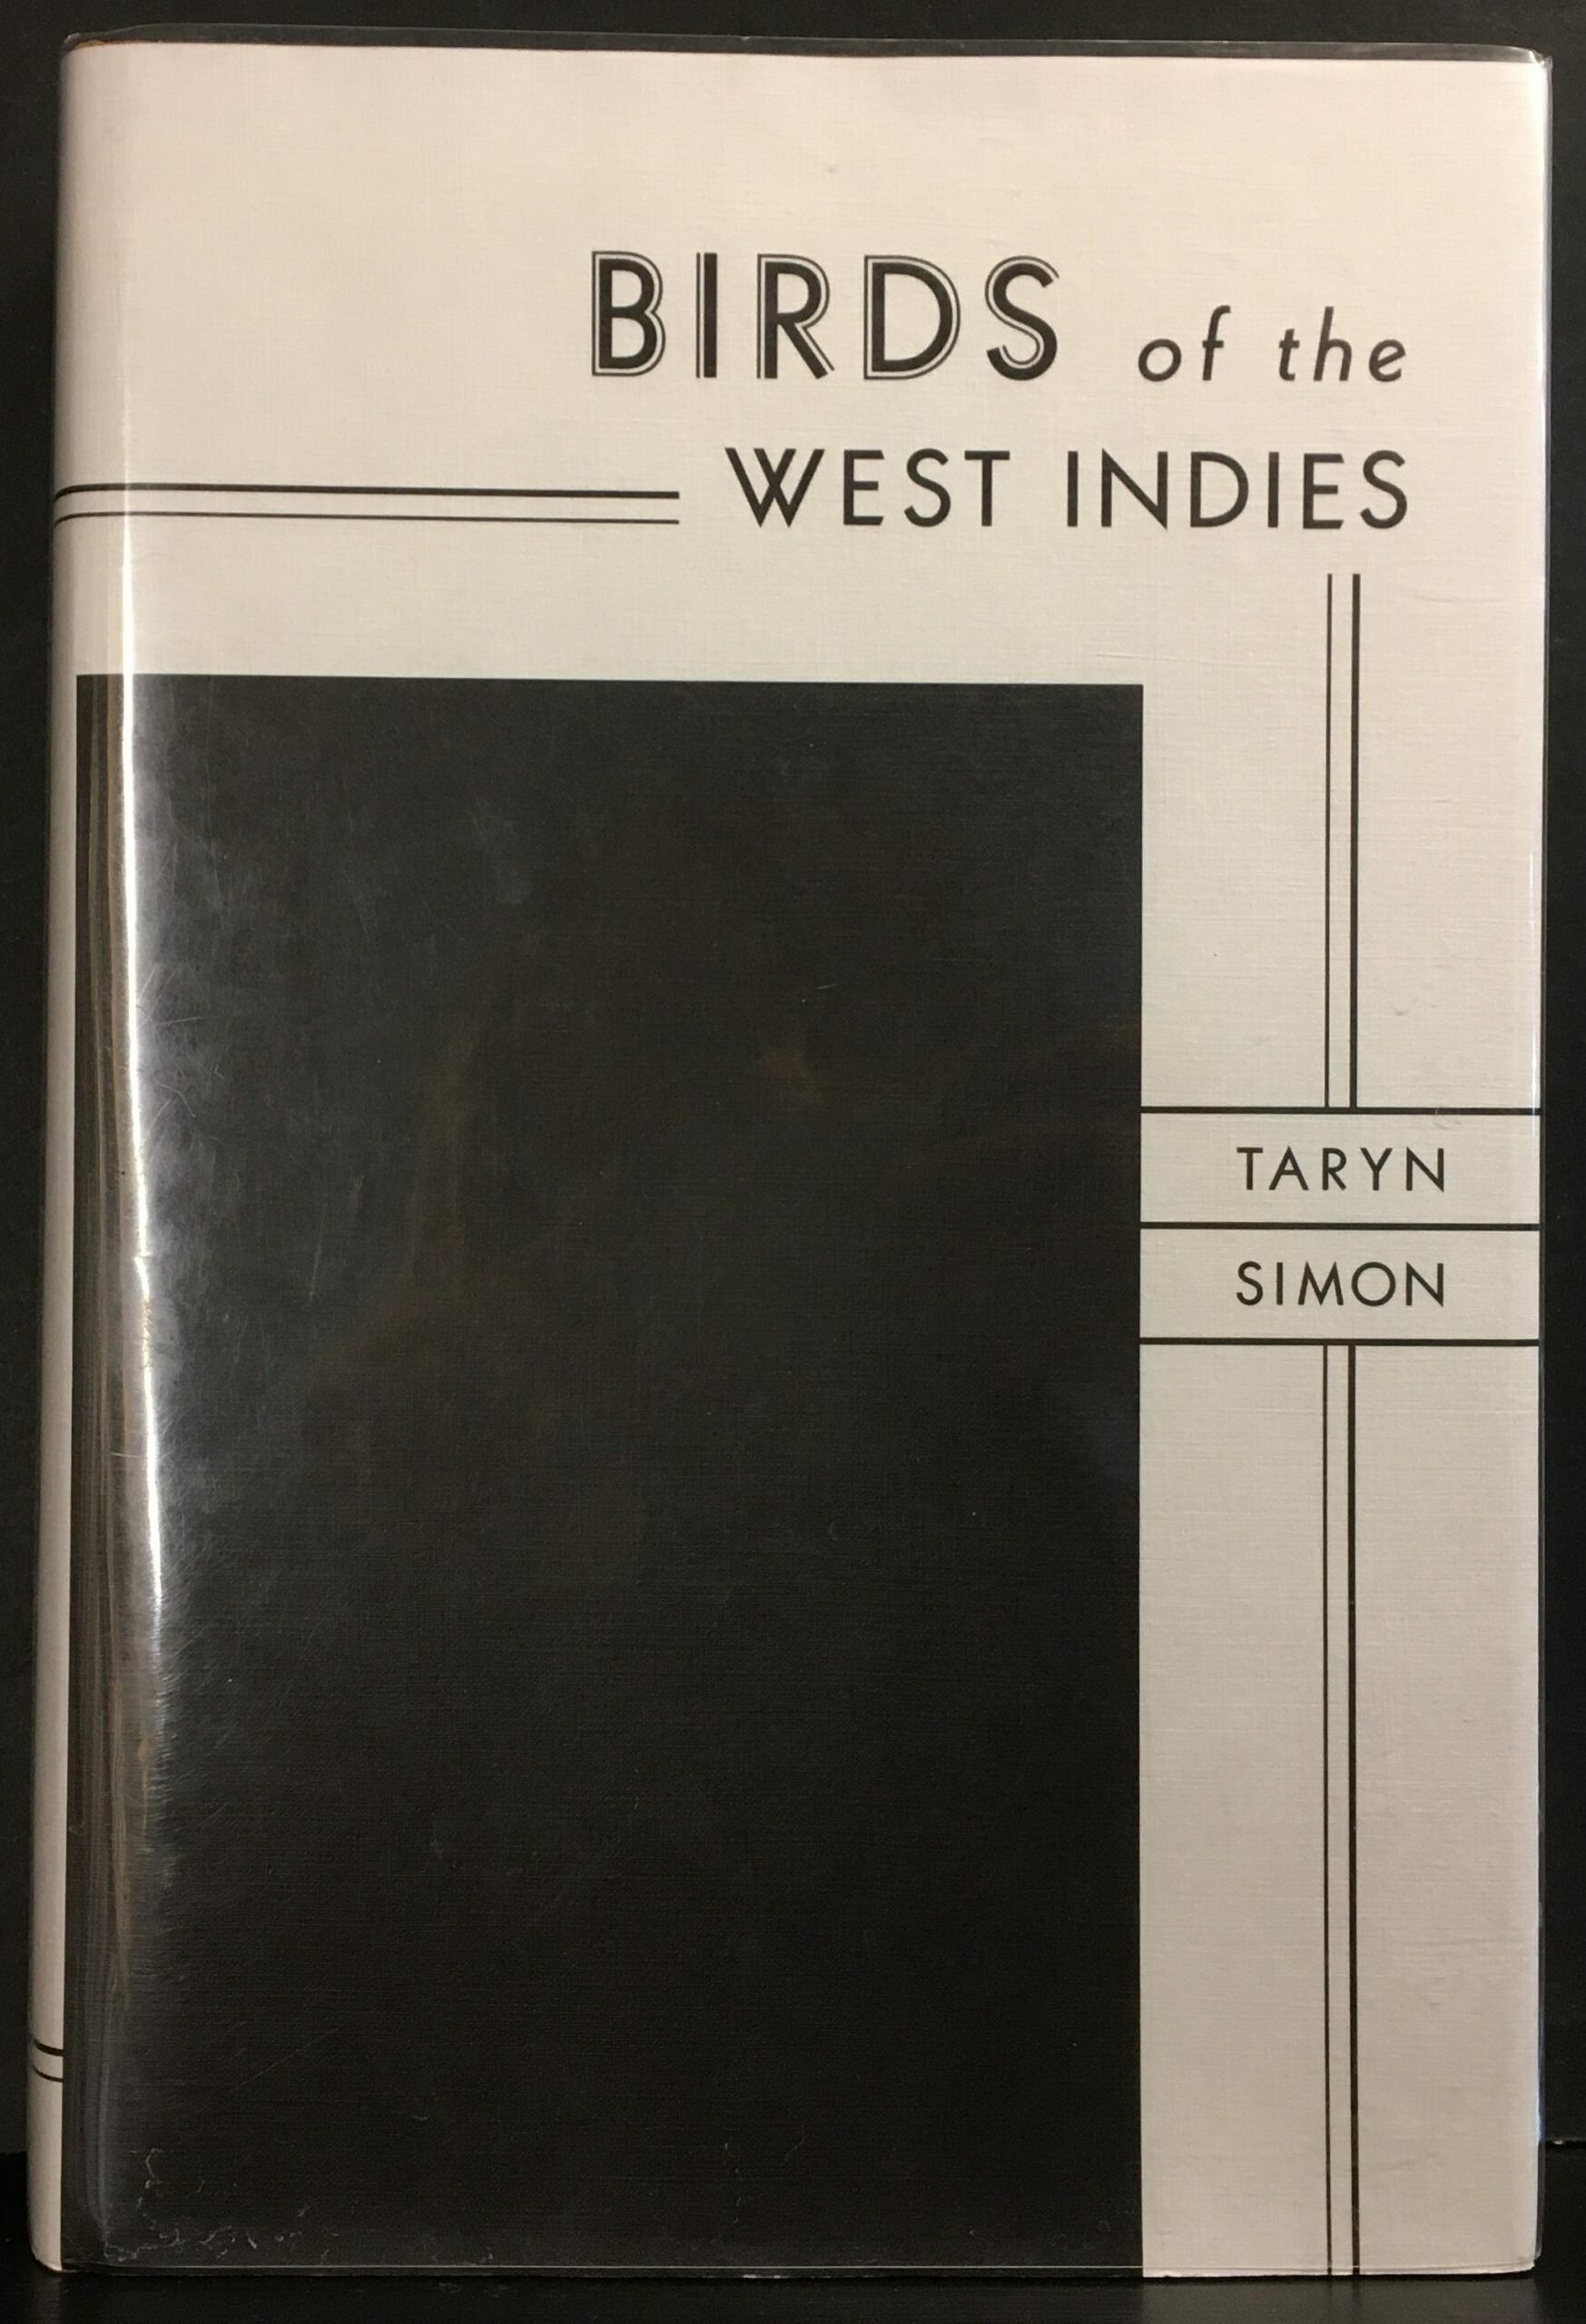 BIRDS of the
WEST INDIES
TARYN
SIMON